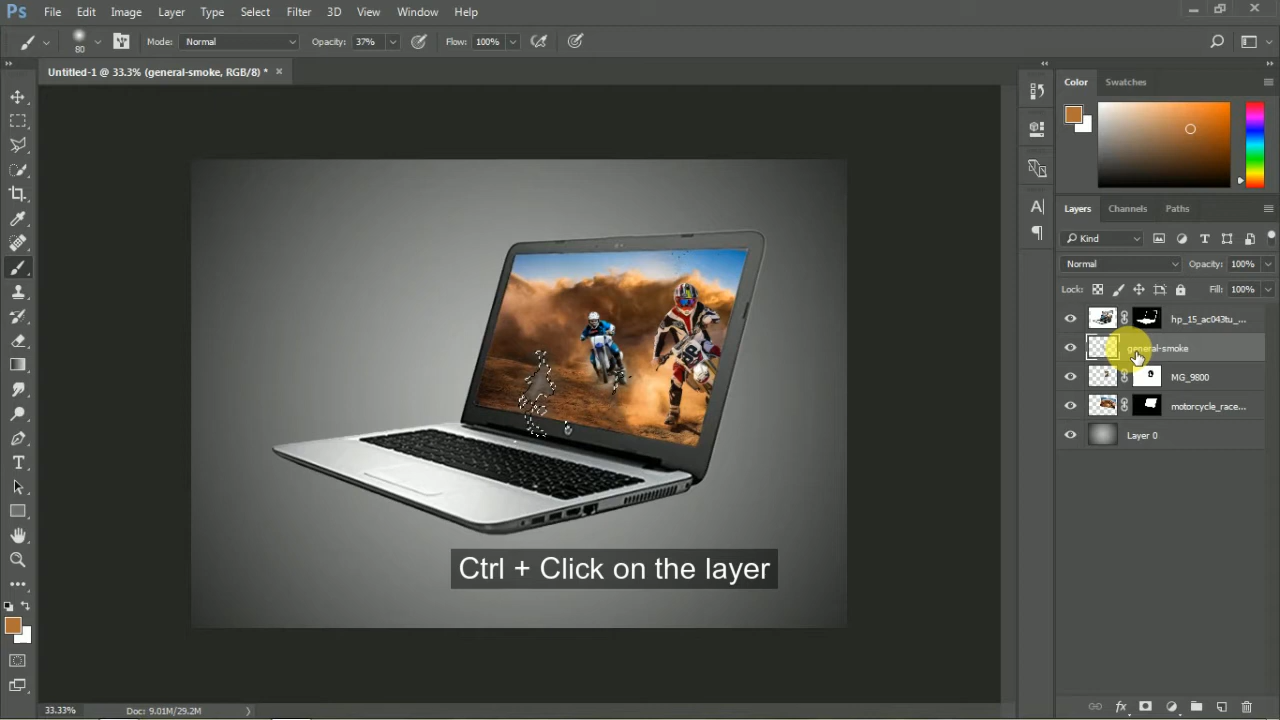 Ps File Edit Image Layer Type Select Filter 3D View Window Help
80 Mode: Normal Opacity: 37% Flow: 100%
Untitled-1 @ 33.3% (general-smoke, RGB/8) * ×
Color Swatches
Layers Channels Paths
Kind
Normal Opacity: 100%
Lock: Fill: 100%
hp_15_ac043tu_...
general-smoke
MG_9800
motorcycle_race...
Layer 0
Ctrl + Click on the layer
33.33% Doc: 9.01M/29.2M